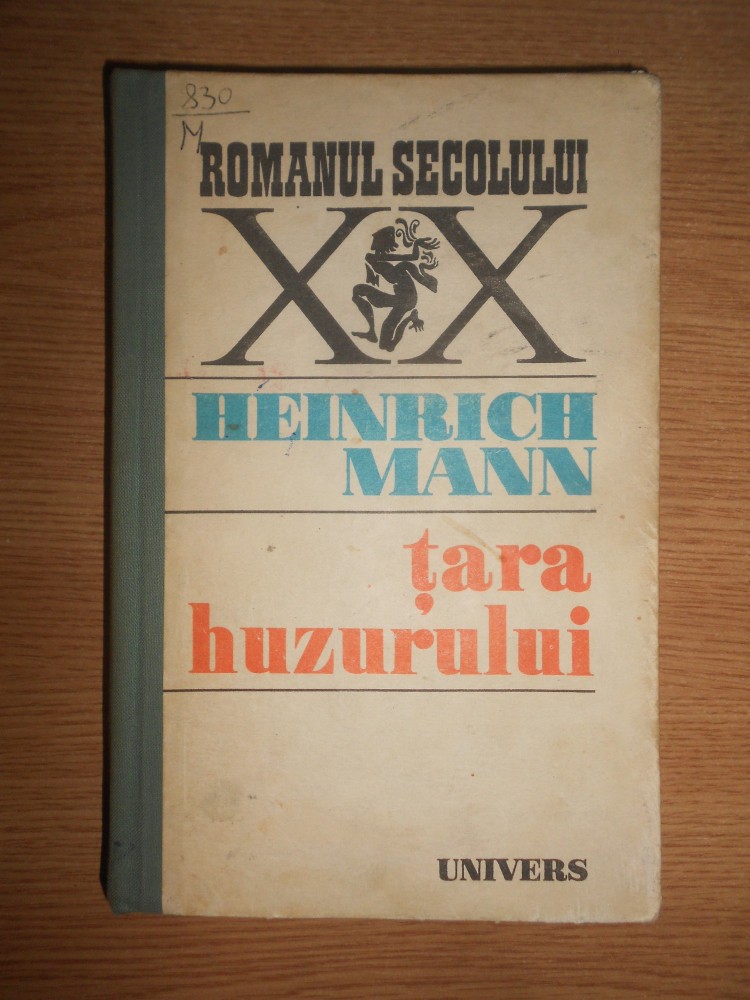 830
M
ROMANUL SECOLULUI
XX
HEINRICH
MANN
țara
huzurului
UNIVERS